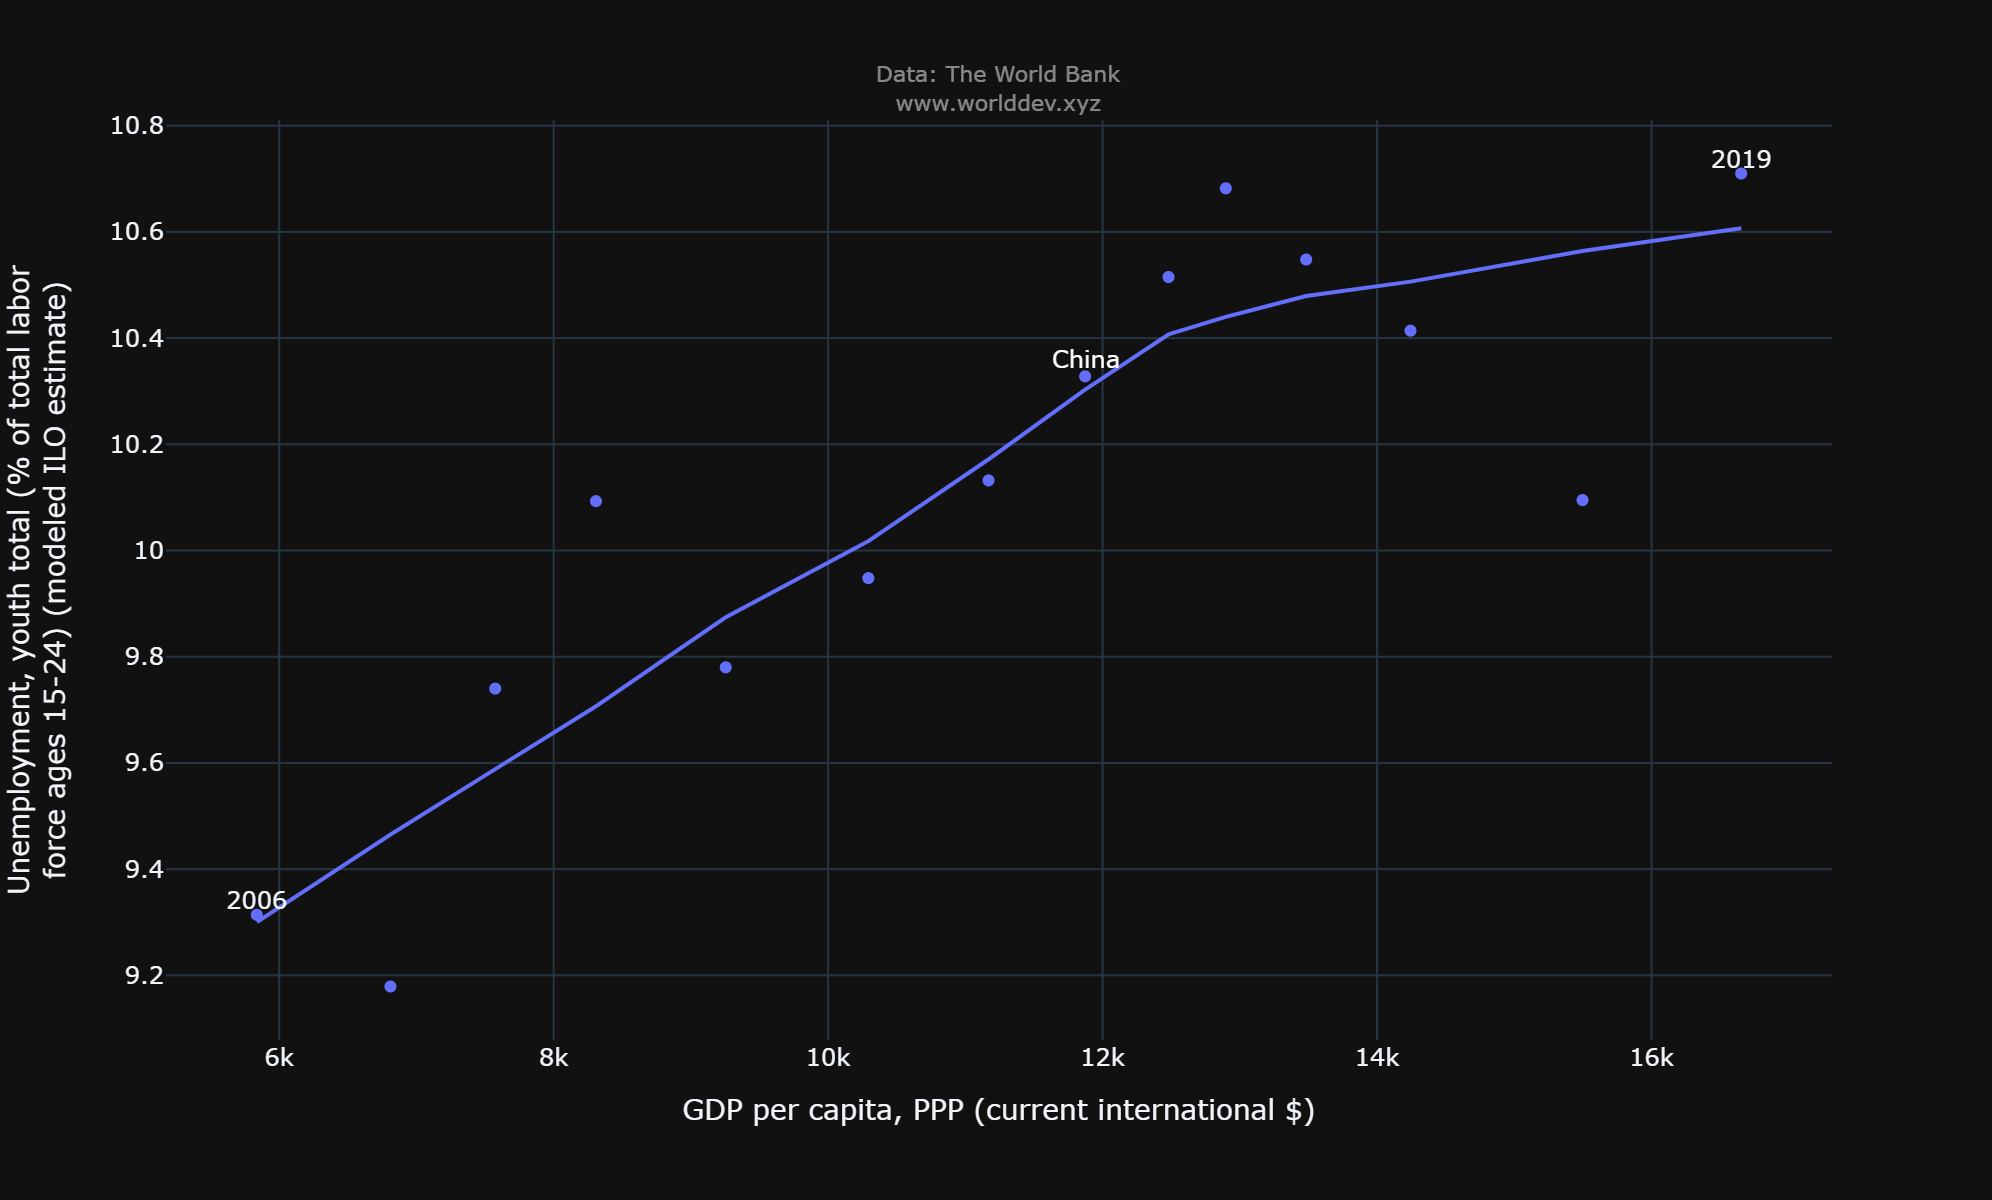 Data: The World Bank
www.worlddev.xyz
Unemployment, youth total (% of total labor
force ages 15-24) (modeled ILO estimate)
10.8
10.6
10.4
10.2
10
9.8
9.6
9.4
9.2
2019
China
2006
6k
8k
10k
12k
14k
16k
GDP per capita, PPP (current international $)